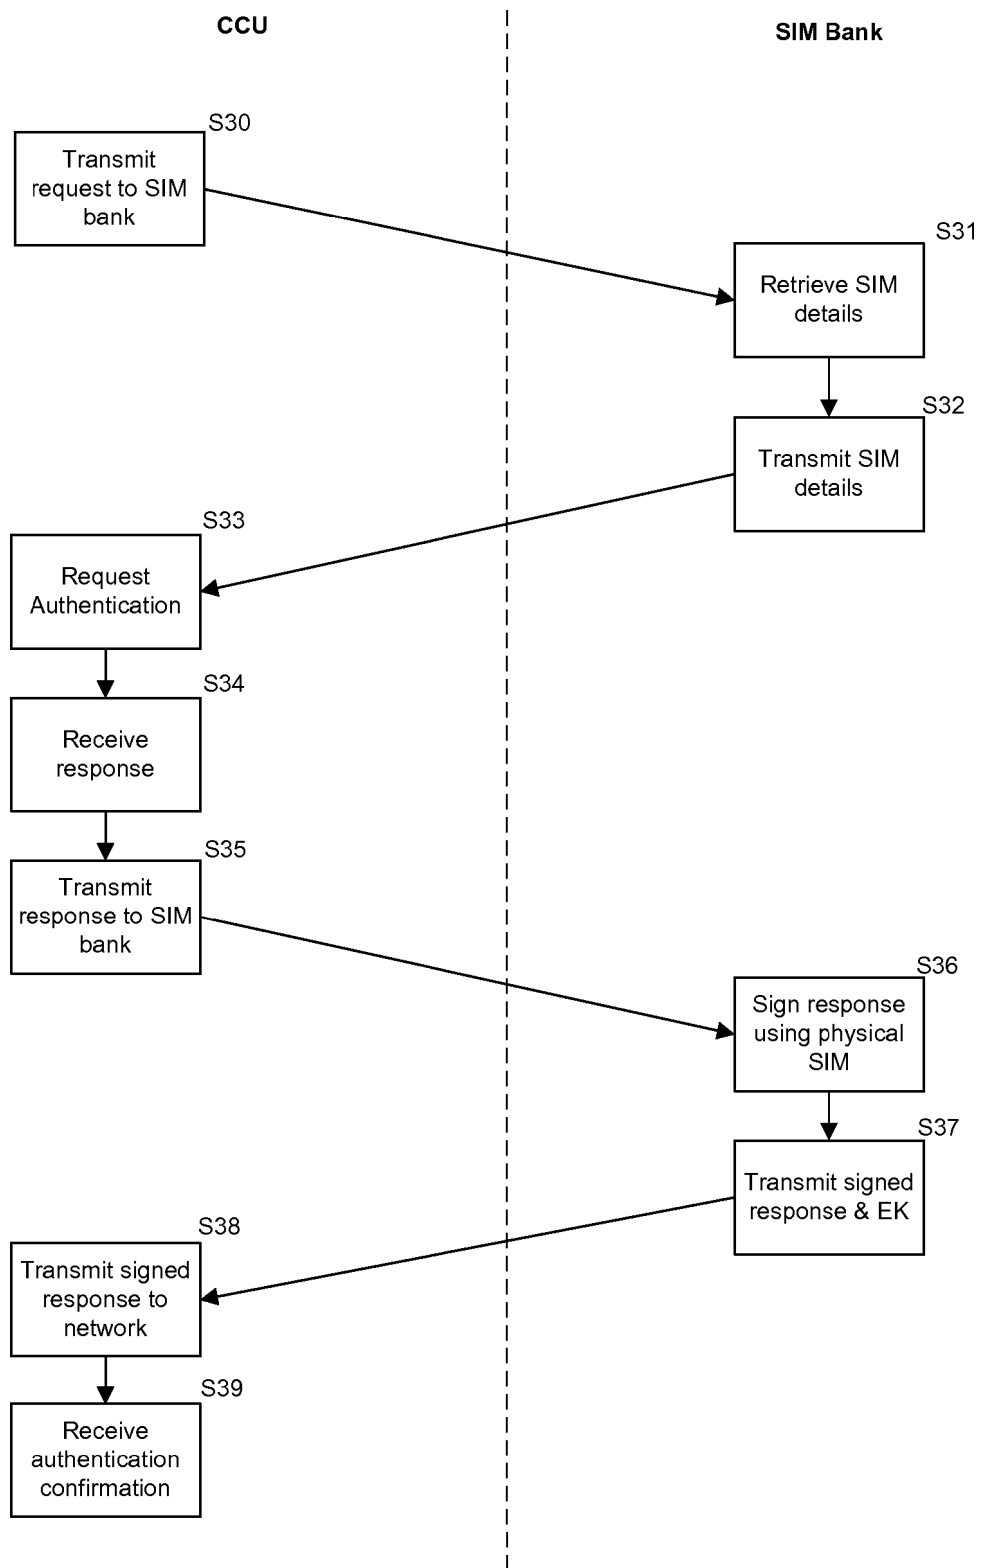 CCU
SIM Bank
S30
Transmit
request to SIM
bank
S31
Retrieve SIM
details
S32
Transmit SIM
details
S33
Request
Authentication
S34
Receive
response
S35
Transmit
response to SIM
bank
S36
Sign response
using physical
SIM
S37
Transmit signed
response & EK
S38
Transmit signed
response to
network
S39
Receive
authentication
confirmation